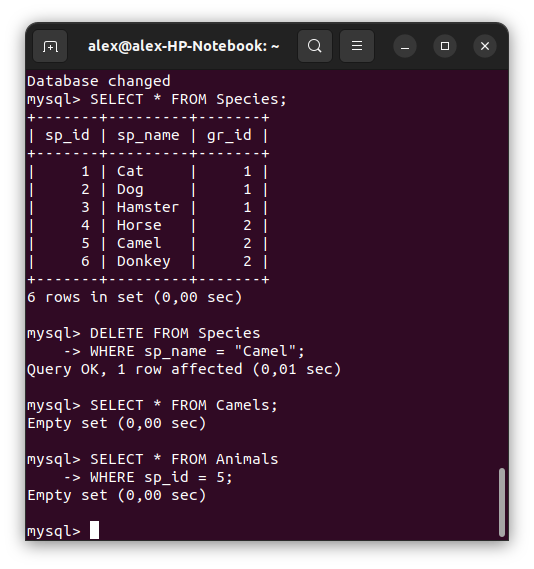 alex@alex-HP-Notebook: ~
Database changed
mysql> SELECT * FROM Species;
+-------+---------+-------+
| sp_id | sp_name | gr_id |
+-------+---------+-------+
|     1 | Cat     |     1 |
|     2 | Dog     |     1 |
|     3 | Hamster |     1 |
|     4 | Horse   |     2 |
|     5 | Camel   |     2 |
|     6 | Donkey  |     2 |
+-------+---------+-------+
6 rows in set (0,00 sec)

mysql> DELETE FROM Species
    -> WHERE sp_name = "Camel";
Query OK, 1 row affected (0,01 sec)

mysql> SELECT * FROM Camels;
Empty set (0,00 sec)

mysql> SELECT * FROM Animals
    -> WHERE sp_id = 5;
Empty set (0,00 sec)

mysql>